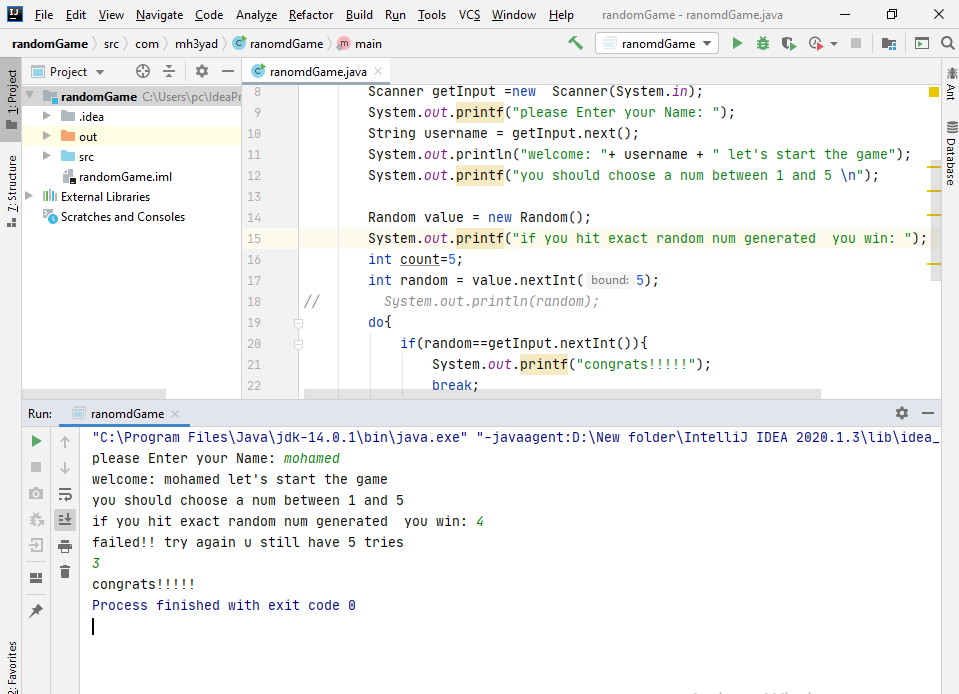 File Edit View Navigate Code Analyze Refactor Build Run Tools VCS Window Help randomGame - ranomdGame.java
randomGame src com mh3yad ranomdGame main ranomdGame
Project ranomdGame.java
1: Project
7: Structure
2: Favorites
randomGame C:\Users\pc\IdeaPr
.idea
out
src
randomGame.iml
External Libraries
Scratches and Consoles
8 Scanner getInput =new  Scanner(System.in);
9 System.out.printf("please Enter your Name: ");
10 String username = getInput.next();
11 System.out.println("welcome: "+ username + " let's start the game");
12 System.out.printf("you should choose a num between 1 and 5 \n");
13
14 Random value = new Random();
15 System.out.printf("if you hit exact random num generated  you win: ");
16 int count=5;
17 int random = value.nextInt( bound: 5);
18 //        System.out.println(random);
19 do{
20 if(random==getInput.nextInt()){
21 System.out.printf("congrats!!!!!");
22 break;
Ant
Database
Run: ranomdGame
"C:\Program Files\Java\jdk-14.0.1\bin\java.exe" "-javaagent:D:\New folder\IntelliJ IDEA 2020.1.3\lib\idea_
please Enter your Name: mohamed
welcome: mohamed let's start the game
you should choose a num between 1 and 5
if you hit exact random num generated  you win: 4
failed!! try again u still have 5 tries
3
congrats!!!!!
Process finished with exit code 0